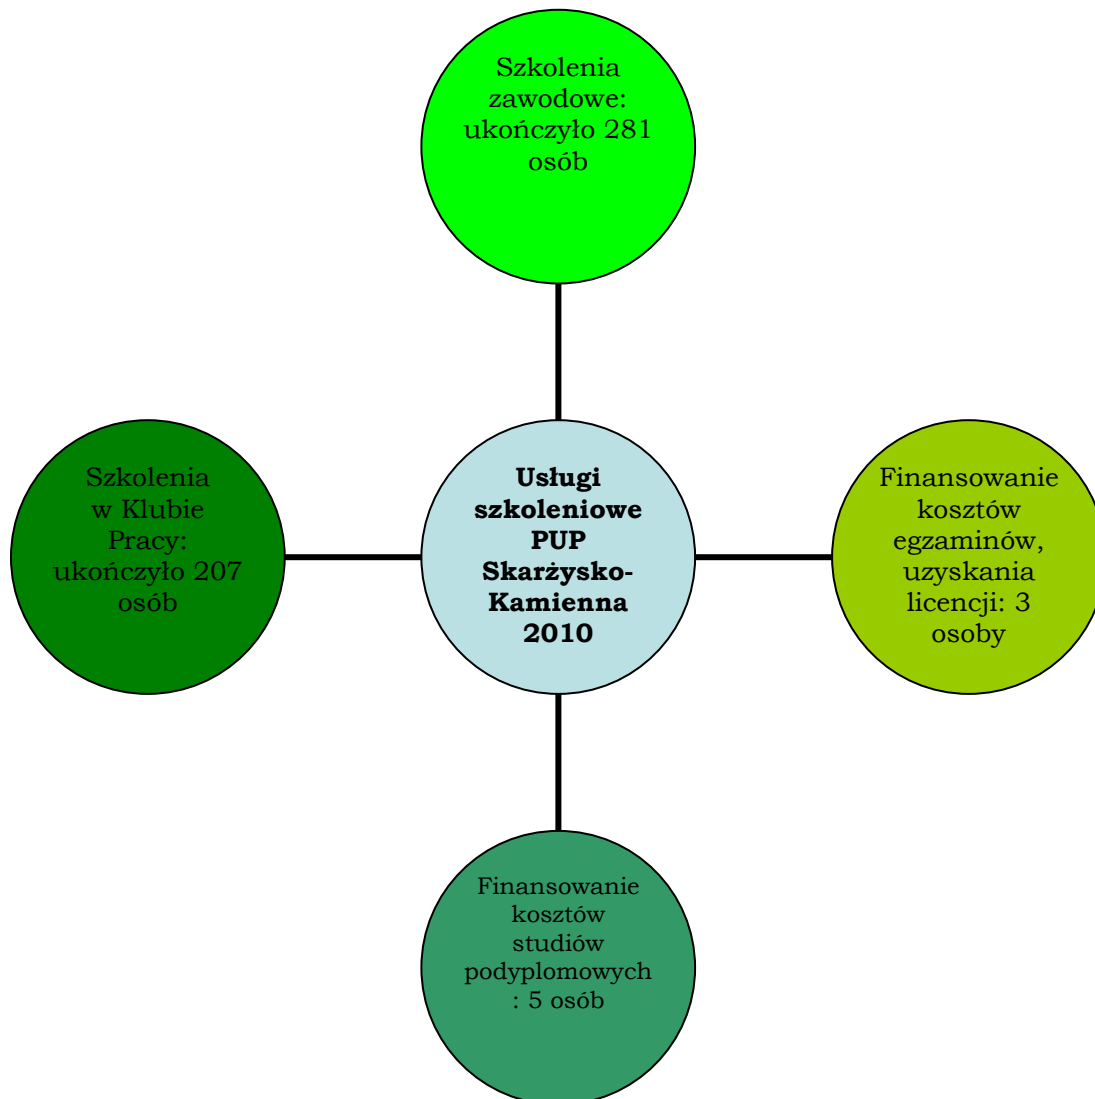 Szkolenia
zawodowe:
ukończyło 281
osób
Szkolenia
w Klubie
Pracy:
ukończyło 207
osób
Usługi
szkoleniowe
PUP
Skarżysko-
Kamienna
2010
Finansowanie
kosztów
egzaminów,
uzyskania
licencji: 3
osoby
Finansowanie
kosztów
studiów
podyplomowych
: 5 osób